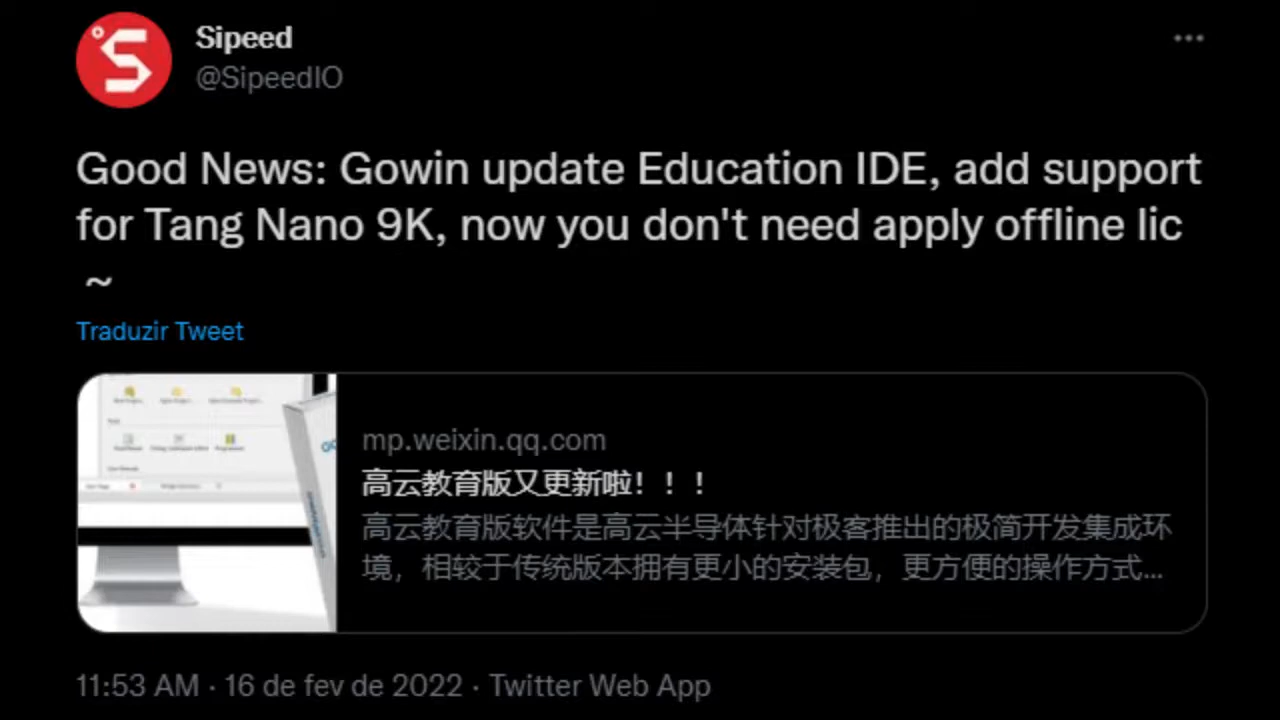 Sipeed
@SipeedIO
Good News: Gowin update Education IDE, add support
for Tang Nano 9K, now you don't need apply offline lic
~
Traduzir Tweet
mp.weixin.qq.com
高云教育版又更新啦！！！
高云教育版软件是高云半导体针对极客推出的极简开发集成环
境，相较于传统版本拥有更小的安装包，更方便的操作方式...
11:53 AM · 16 de fev de 2022 · Twitter Web App